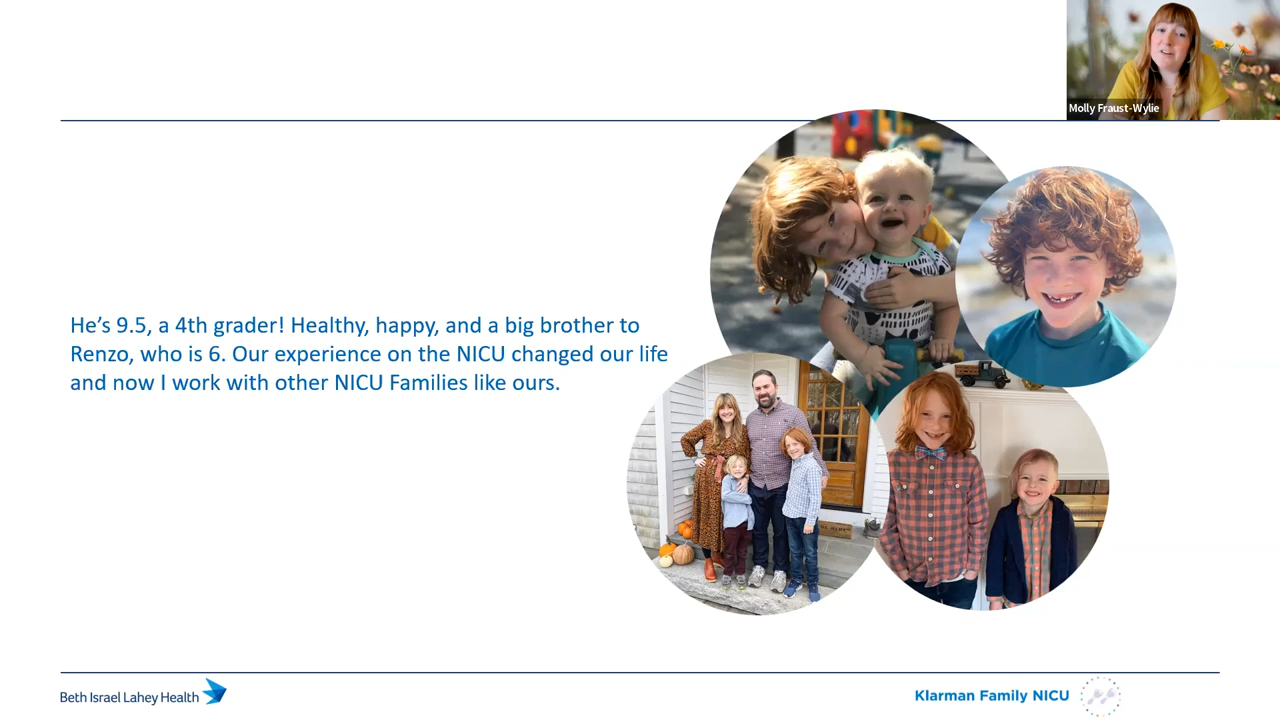 Molly Fraust-Wylie
He's 9.5, a 4th grader! Healthy, happy, and a big brother to
Renzo, who is 6. Our experience on the NICU changed our life
and now I work with other NICU Families like ours.
Beth Israel Lahey Health
Klarman Family NICU